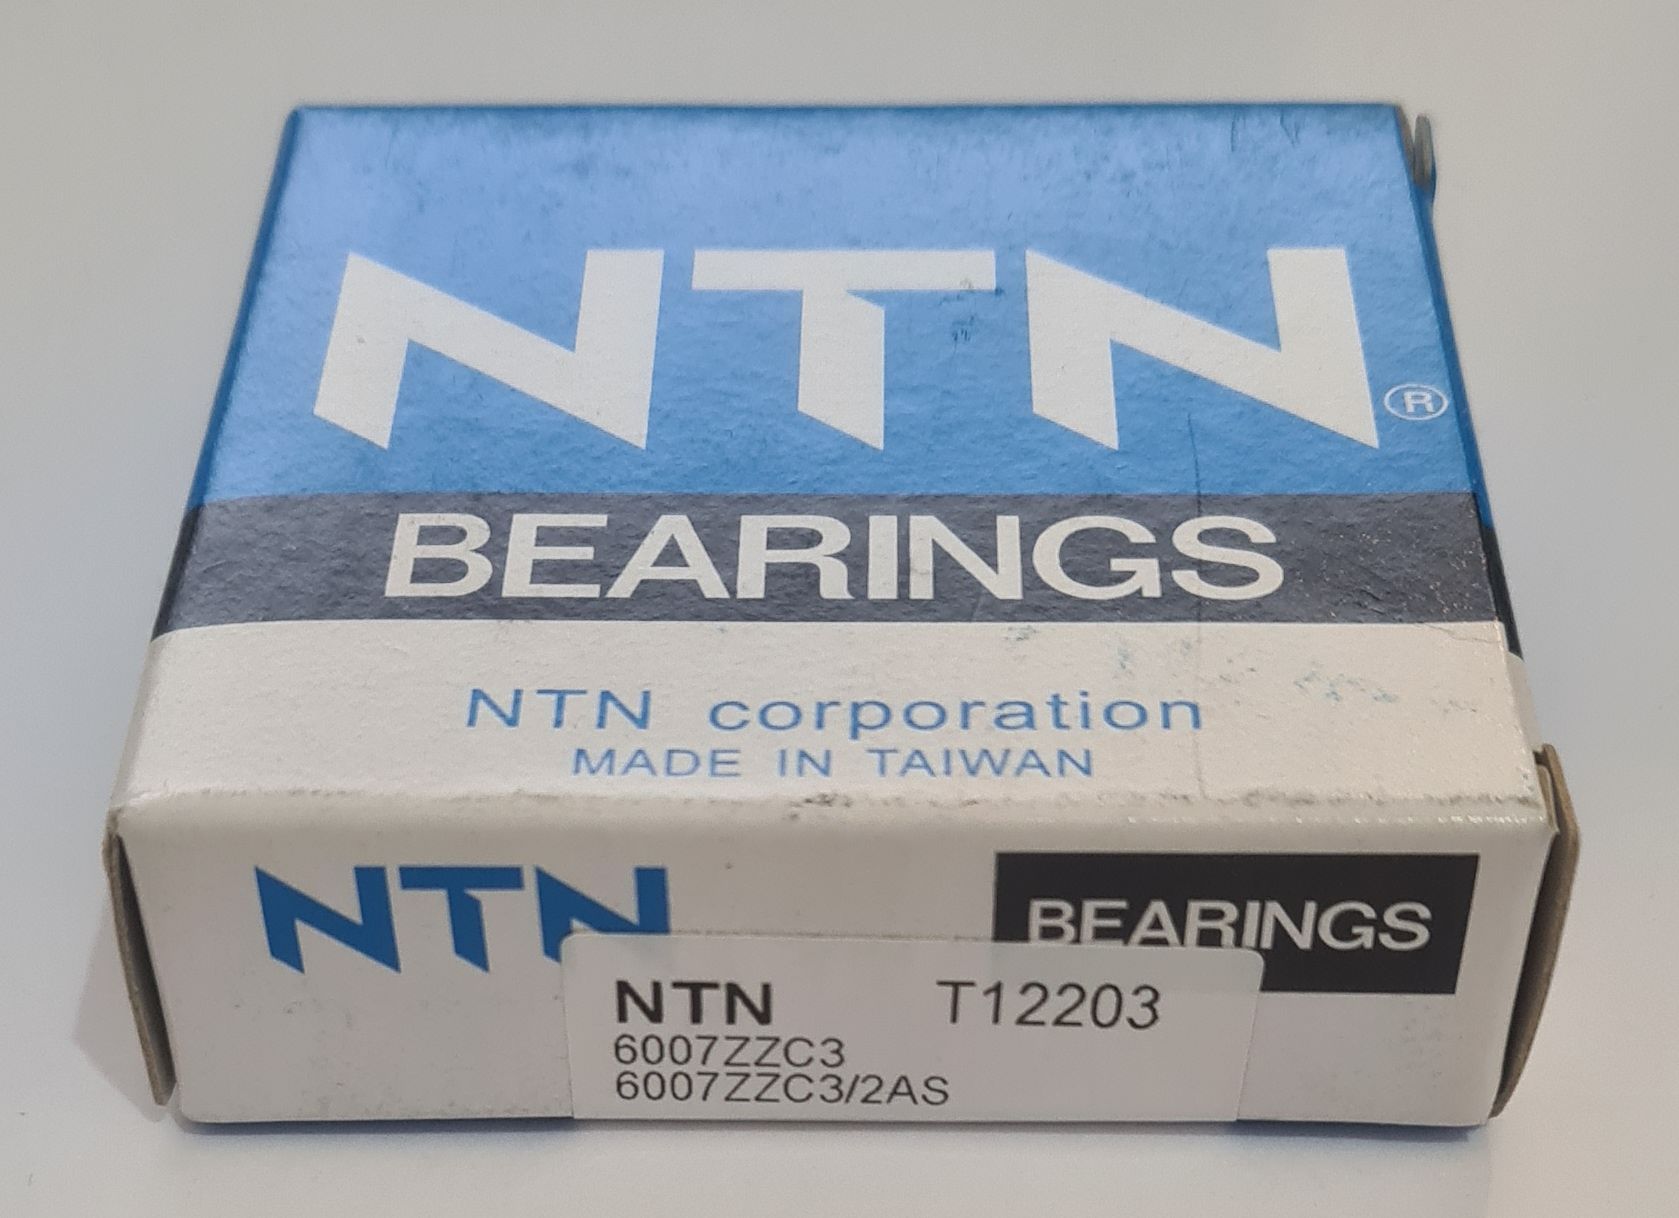 NTN®
BEARINGS
NTN corporation
MADE IN TAIWAN
NTN BEARINGS
NTN T12203
6007ZZC3
6007ZZC3/2AS